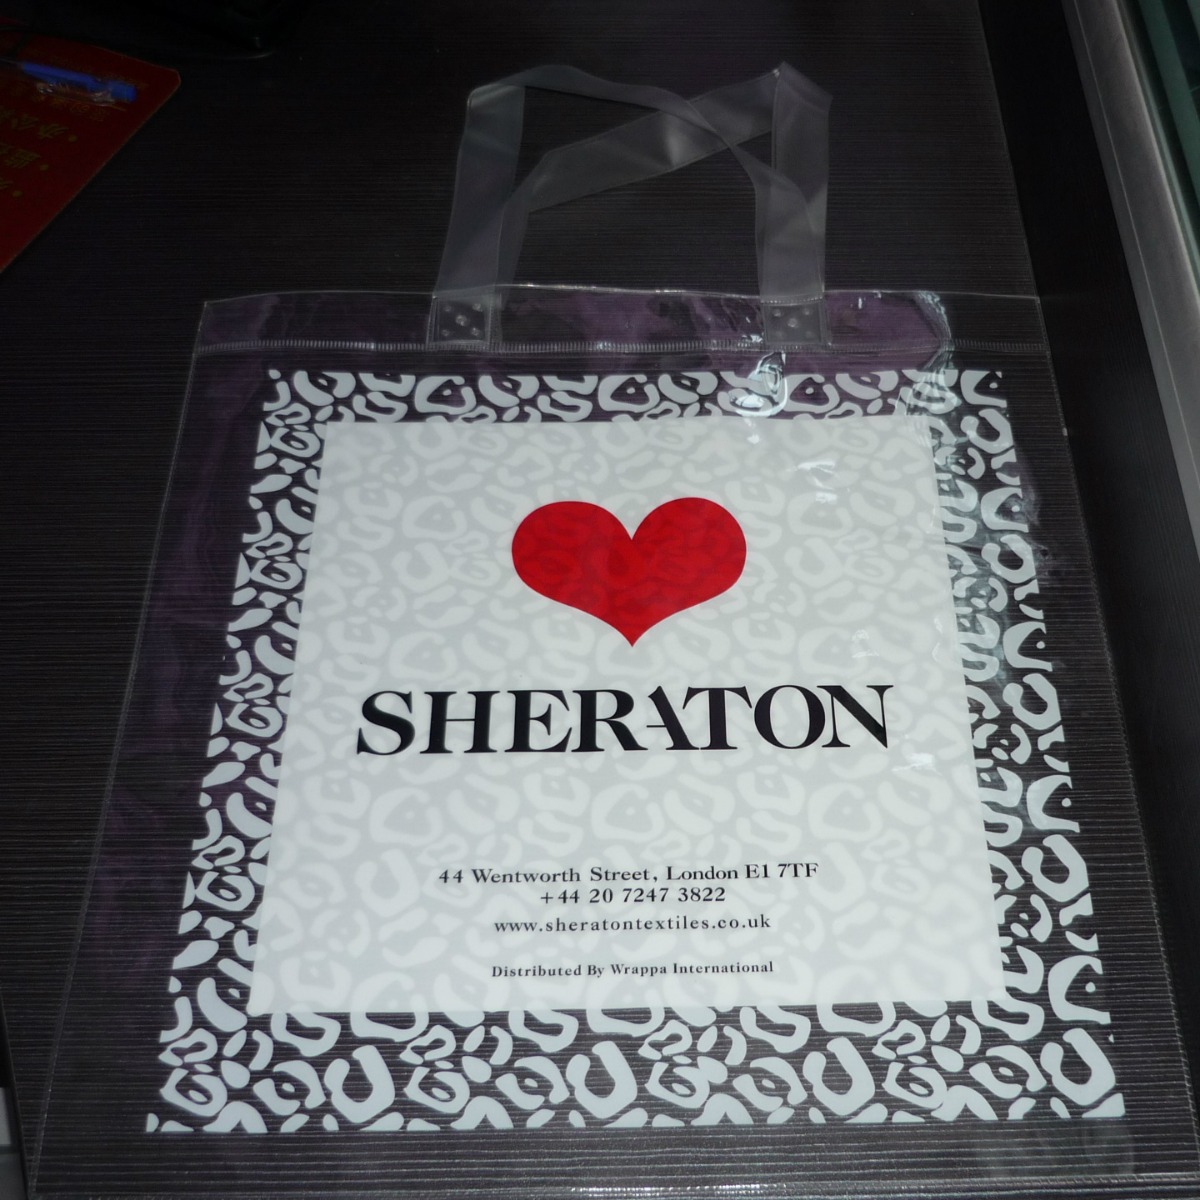 SHERATON
44 Wentworth Street, London E1 7TF
+44 20 7247 3822
www.sheratontextiles.co.uk
Distributed By Wrappa International